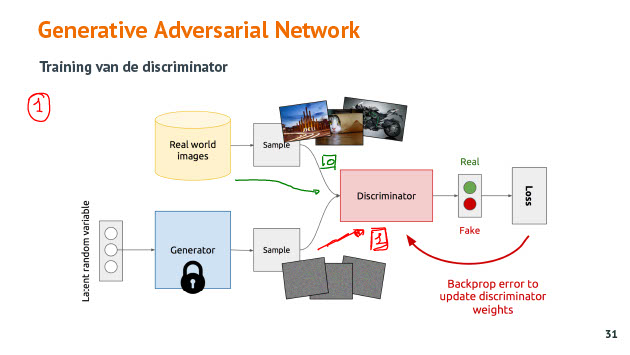 Generative Adversarial Network
Training van de discriminator
1
Real world
images
Sample
0
Real
Discriminator
Loss
Latent random variable
Generator
Sample
1
Fake
Backprop error to
update discriminator
weights
31